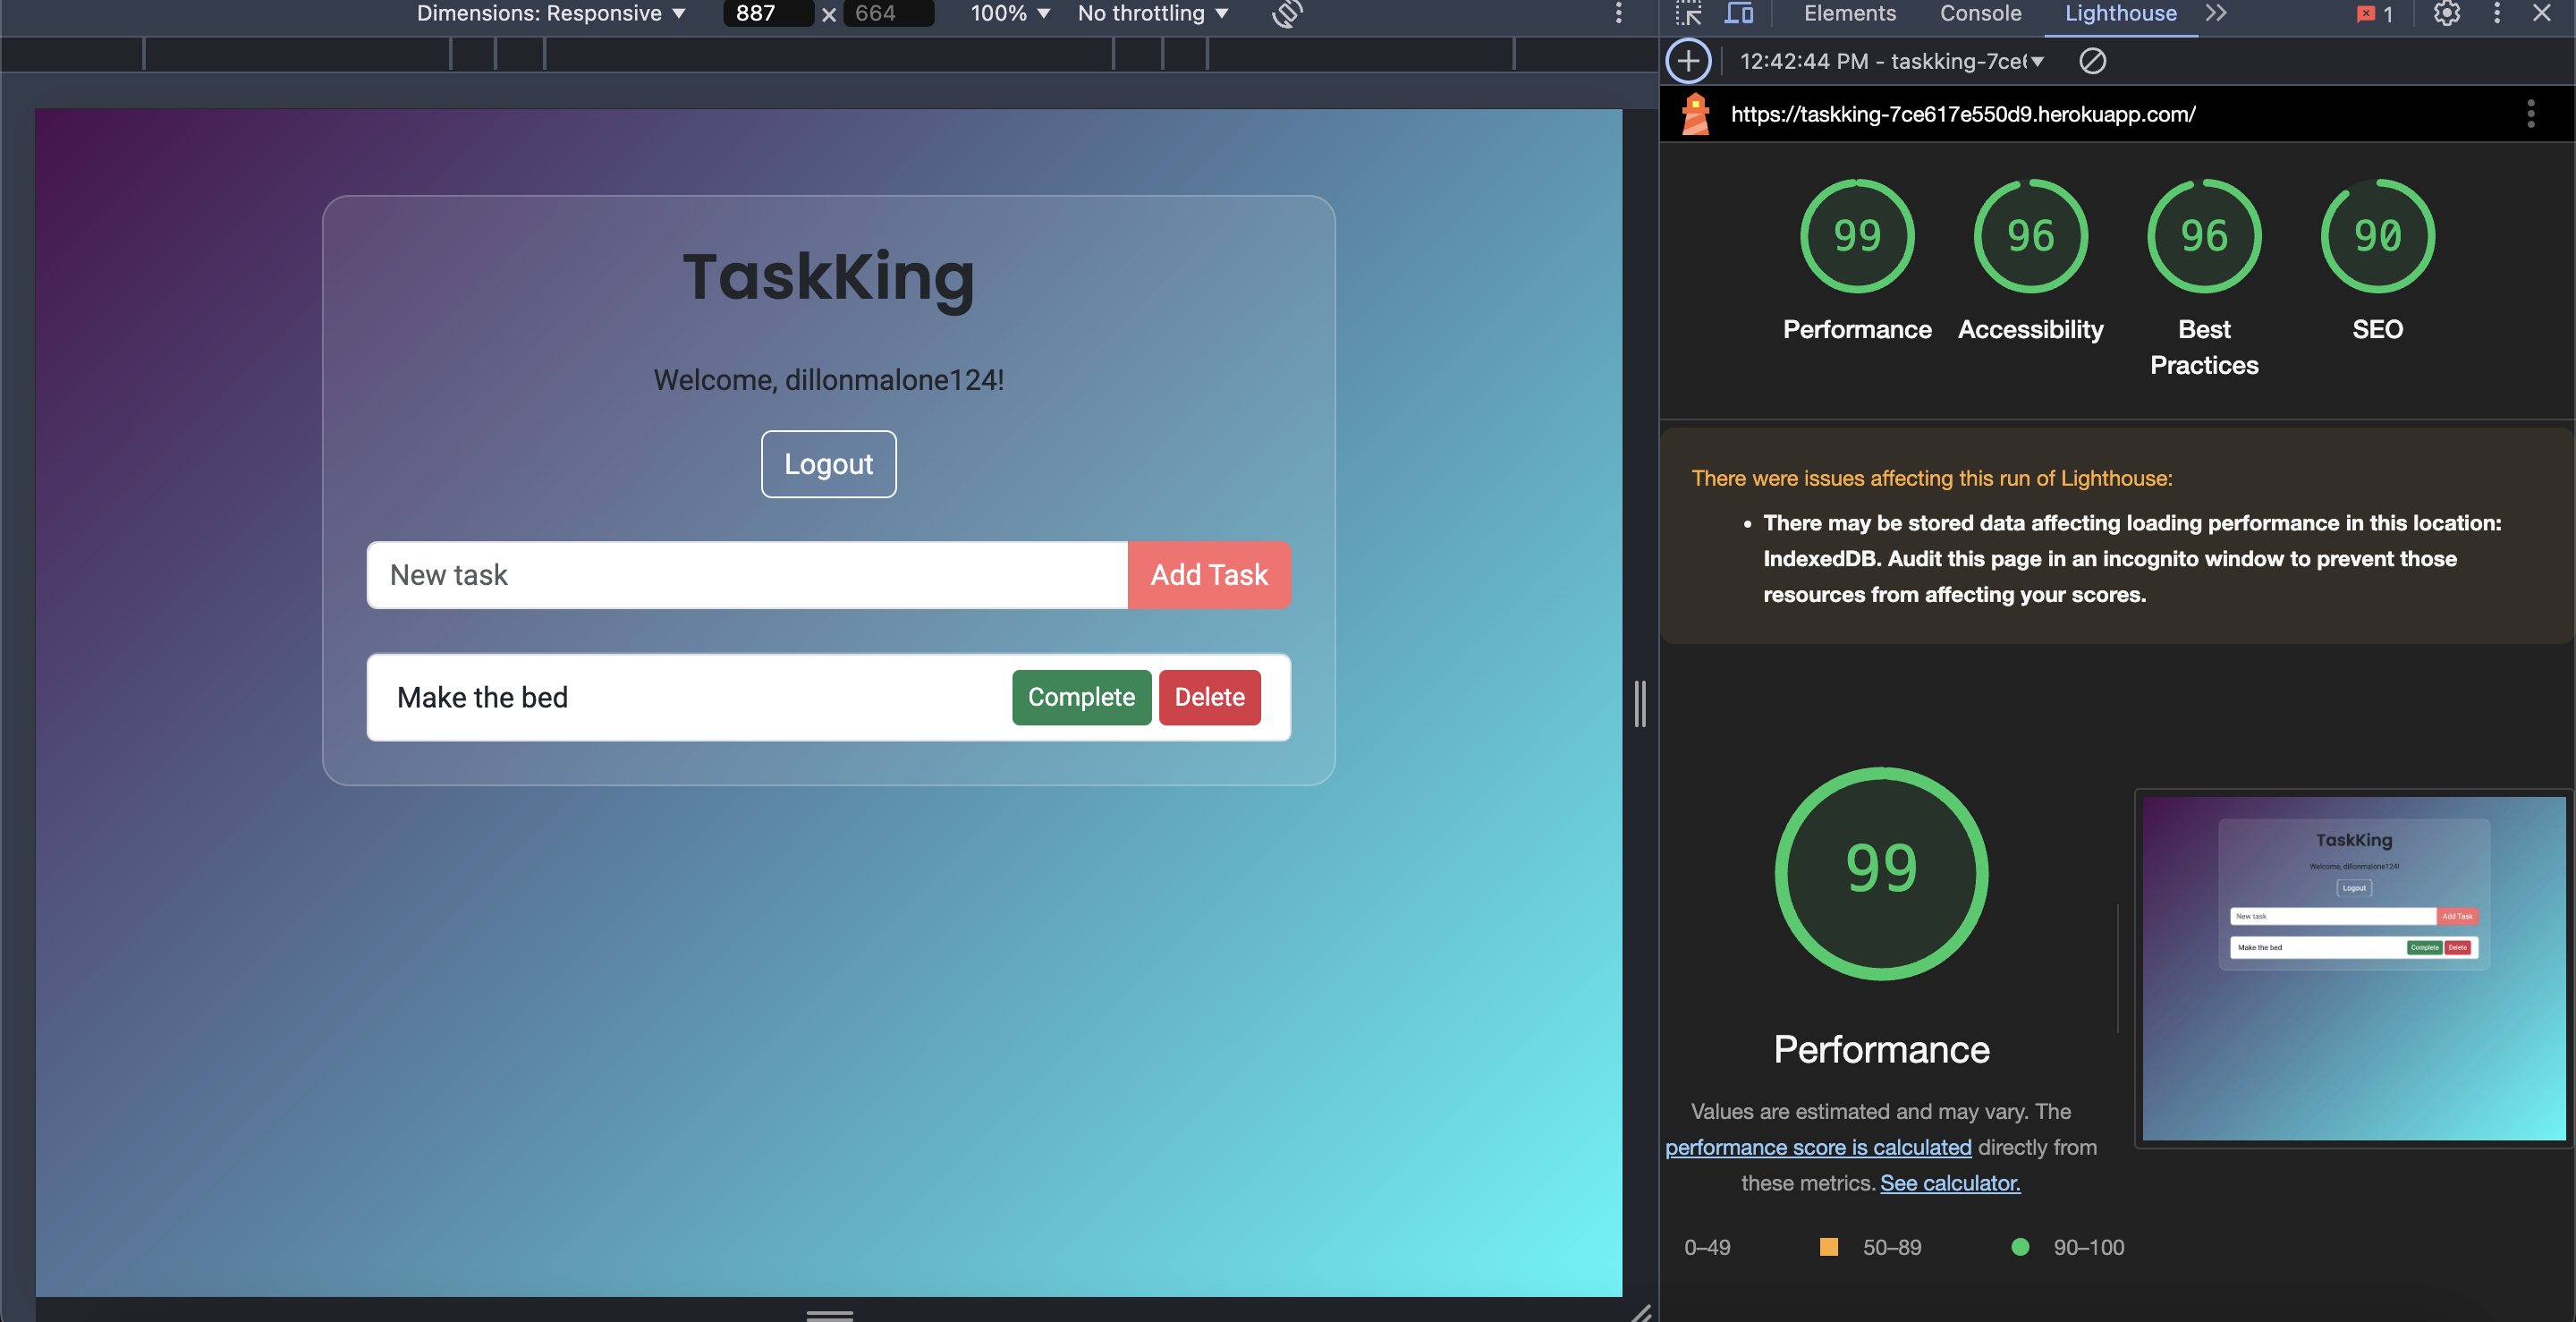 Dimensions: Responsive ▼ 887 × 664 100% ▼ No throttling ▼
Elements Console Lighthouse 1
12:42:44 PM - taskking-7ce
https://taskking-7ce617e550d9.herokuapp.com/
TaskKing
Welcome, dillonmalone124!
Logout
New task Add Task
Make the bed Complete Delete
99 96 96 90
Performance Accessibility Best SEO
Practices
There were issues affecting this run of Lighthouse:
• There may be stored data affecting loading performance in this location:
IndexedDB. Audit this page in an incognito window to prevent those
resources from affecting your scores.
99
Performance
Values are estimated and may vary. The
performance score is calculated directly from
these metrics. See calculator.
0–49 50–89 90–100
TaskKing
Welcome, dillonmalone124!
Logout
New task Add Task
Make the bed Complete Delete